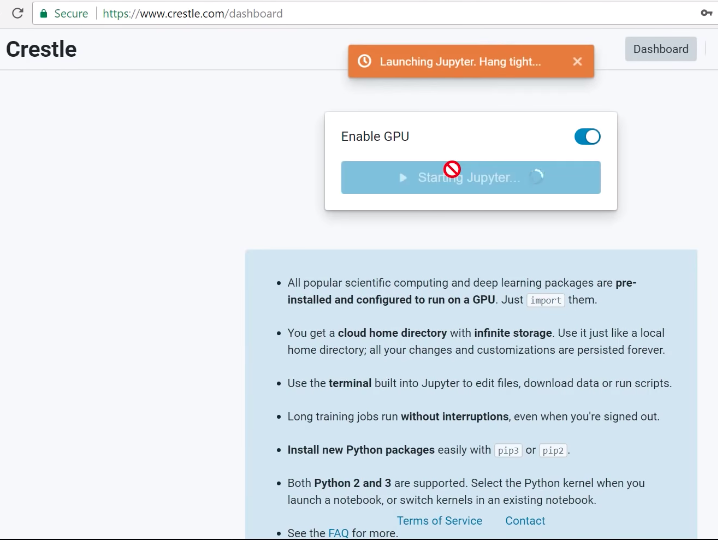 Secure https://www.crestle.com/dashboard
Crestle
Launching Jupyter. Hang tight...
Dashboard
Enable GPU
Starting Jupyter...
All popular scientific computing and deep learning packages are pre-
installed and configured to run on a GPU. Just import them.
You get a cloud home directory with infinite storage. Use it just like a local
home directory; all your changes and customizations are persisted forever.
Use the terminal built into Jupyter to edit files, download data or run scripts.
Long training jobs run without interruptions, even when you're signed out.
Install new Python packages easily with pip3 or pip2.
Both Python 2 and 3 are supported. Select the Python kernel when you
launch a notebook, or switch kernels in an existing notebook.
Terms of Service Contact
See the FAQ for more.